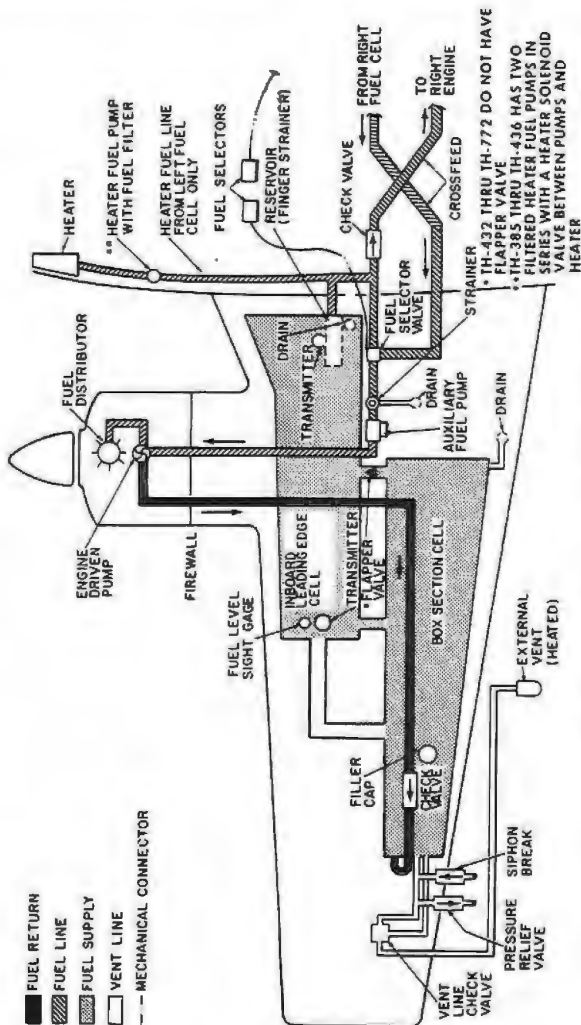 FUEL RETURN
FUEL LINE
FUEL SUPPLY
VENT LINE
MECHANICAL CONNECTOR
ENGINE
DRIVEN
PUMP
FUEL
DISTRIBUTOR
FIREWALL
HEATER
** HEATER FUEL PUMP
WITH FUEL FILTER
HEATER FUEL LINE
FROM LEFT FUEL
CELL ONLY
FUEL SELECTORS
RESERVOIR
(FINGER STRAINER)
FUEL LEVEL
SIGHT GAGE
INBOARD
LEADING EDGE
CELL
TRANSMITTER
*FLAPPER
VALVE
TRANSMITTER
DRAIN
CHECK VALVE
FROM RIGHT
FUEL CELL
TO
RIGHT
ENGINE
CROSSFEED
FUEL
SELECTOR
VALVE
STRAINER
DRAIN
AUXILIARY
FUEL PUMP
DRAIN
FILLER
CAP
CHECK
VALVE
BOX SECTION CELL
VENT
LINE CHECK
VALVE
PRESSURE
RELIEF
VALVE
SIPHON
BREAK
EXTERNAL
VENT
(HEATED)
* TH-432 THRU TH-772 DO NOT HAVE
FLAPPER VALVE
**TH-385 THRU TH-436 HAS TWO
FILTERED HEATER FUEL PUMPS IN
SERIES WITH A HEATER SOLENOID
VALVE BETWEEN PUMPS AND
HEATER